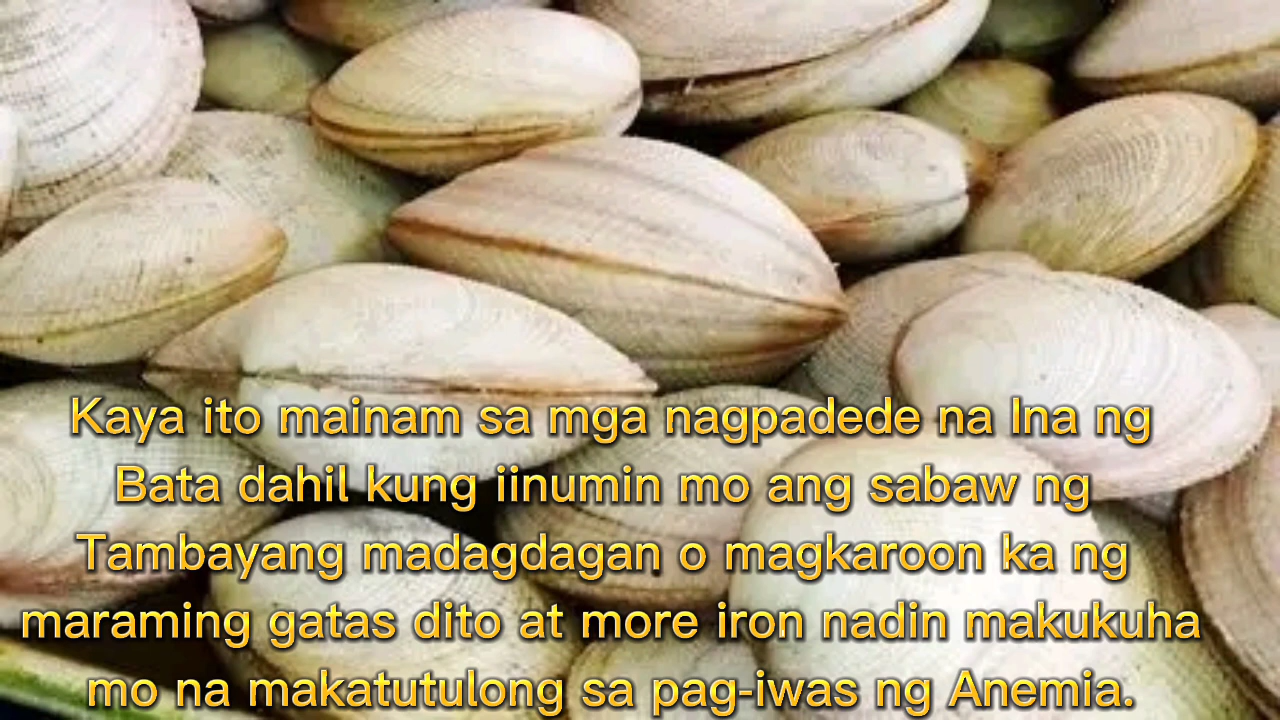 Kaya ito mainam sa mga nagpadede na Ina ng
Bata dahil kung iinumin mo ang sabaw ng
Tambayang madagdagan o magkaroon ka ng
maraming gatas dito at more iron nadin makukuha
mo na makatutulong sa pag-iwas ng Anemia.